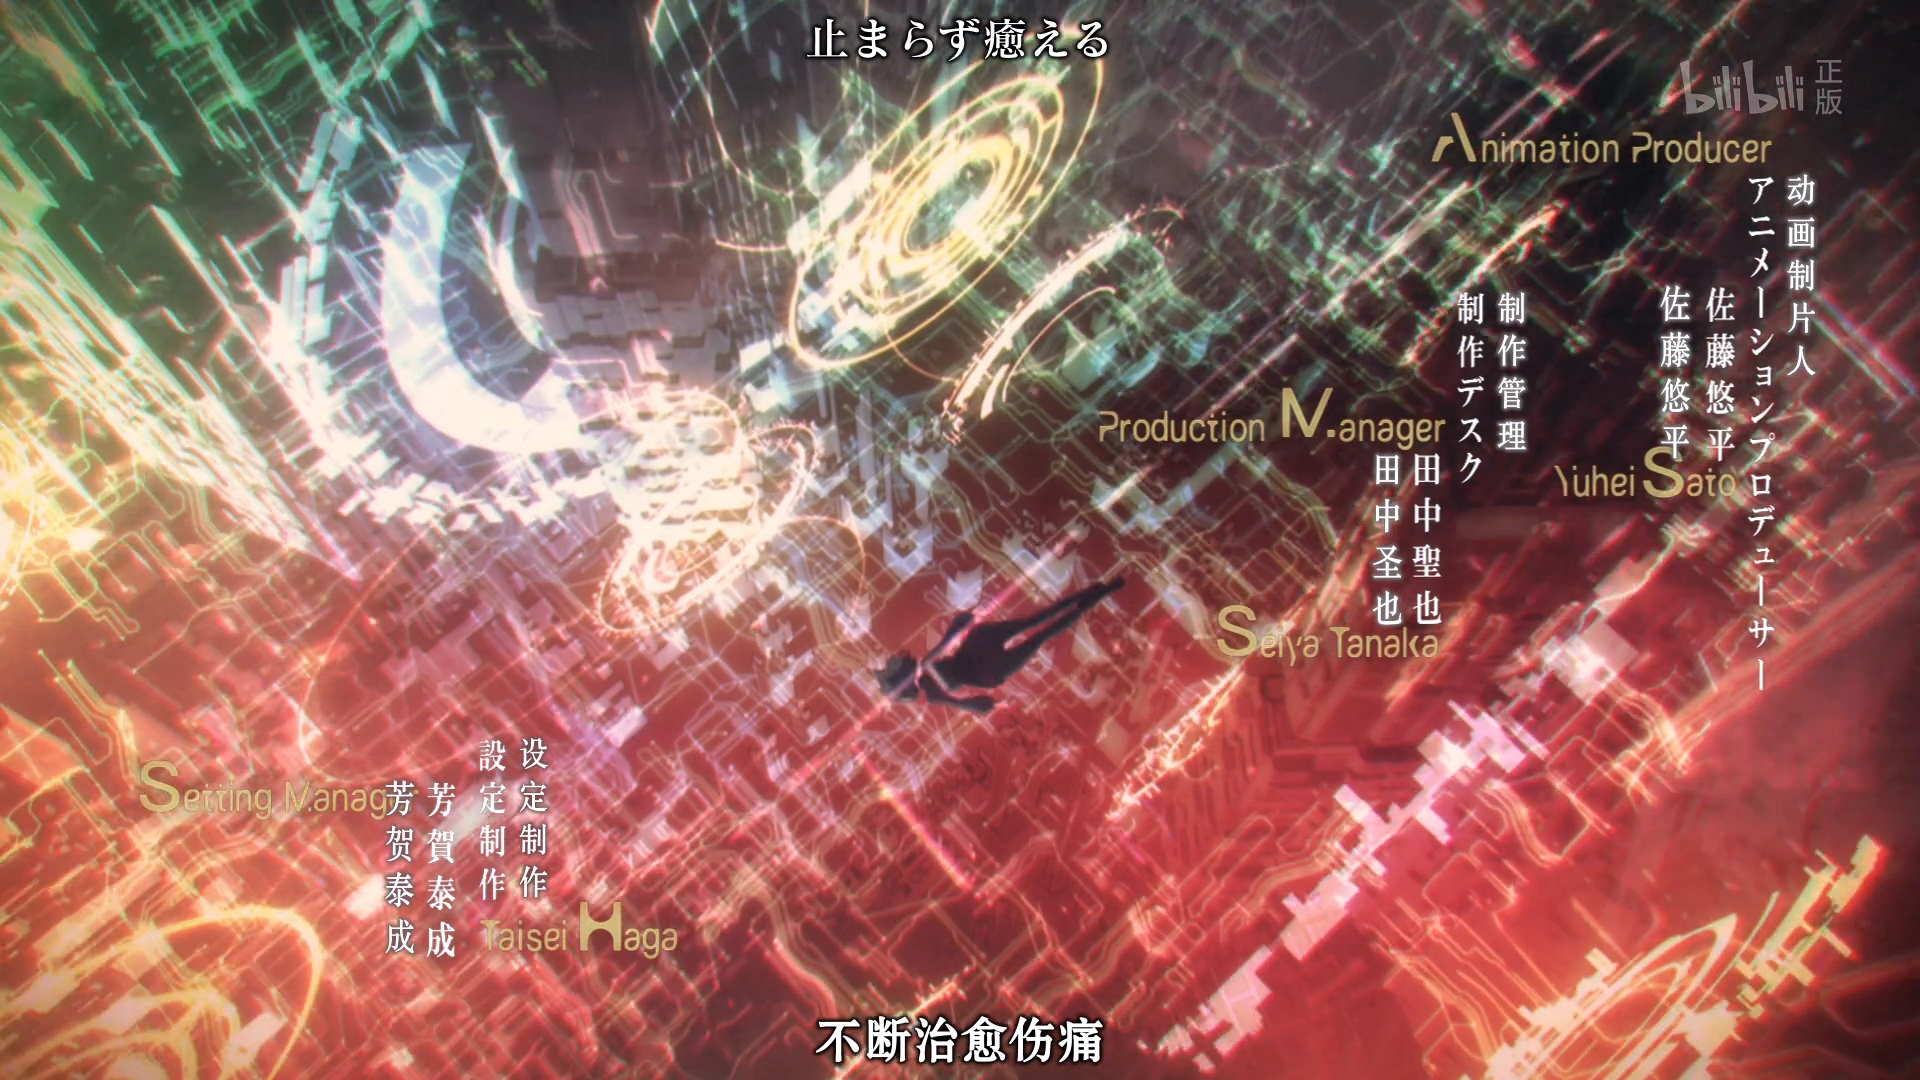 止まらず癒える
bilibili 正版
Animation Producer
动画制片人
アニメーションプロデューサー
佐藤悠平
佐藤悠平
Yuhei Sato
制作管理
制作デスク
Production Manager
田中聖也
田中圣也
Seiya Tanaka
设定制作
設定制作
Setting Manag
芳賀泰成
芳贺泰成
Taisei Haga
不断治愈伤痛